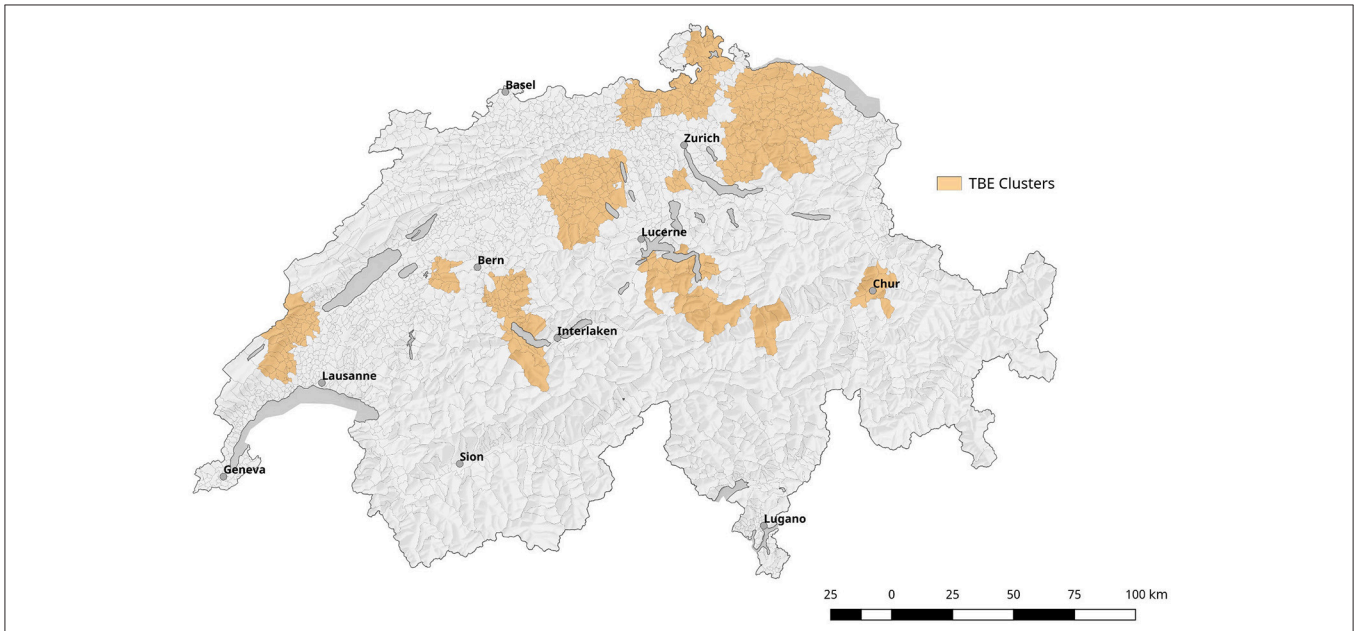 Basel
Zurich
TBE Clusters
Lucerne
Bern
Chur
Interlaken
Lausanne
Sion
Geneva
Lugano
25 0 25 50 75 100 km